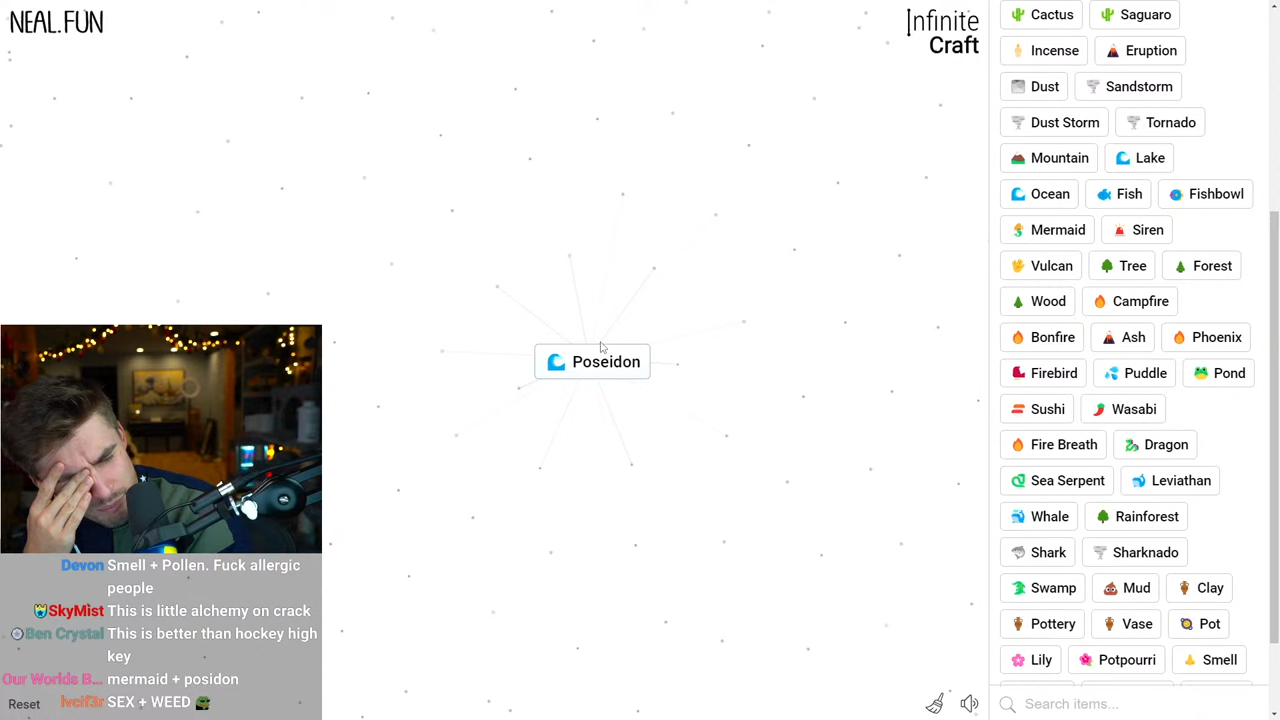 NEAL.FUN
Infinite
Craft
Poseidon
Cactus Saguaro
Incense Eruption
Dust Sandstorm
Dust Storm Tornado
Mountain Lake
Ocean Fish Fishbowl
Mermaid Siren
Vulcan Tree Forest
Wood Campfire
Bonfire Ash Phoenix
Firebird Puddle Pond
Sushi Wasabi
Fire Breath Dragon
Sea Serpent Leviathan
Whale Rainforest
Shark Sharknado
Swamp Mud Clay
Pottery Vase Pot
Lily Potpourri Smell
Search items...
Devon Smell + Pollen. Fuck allergic
people
SkyMist This is little alchemy on crack
Ben Crystal This is better than hockey high
key
Our Worlds B... mermaid + posidon
lvcif3r SEX + WEED
Reset